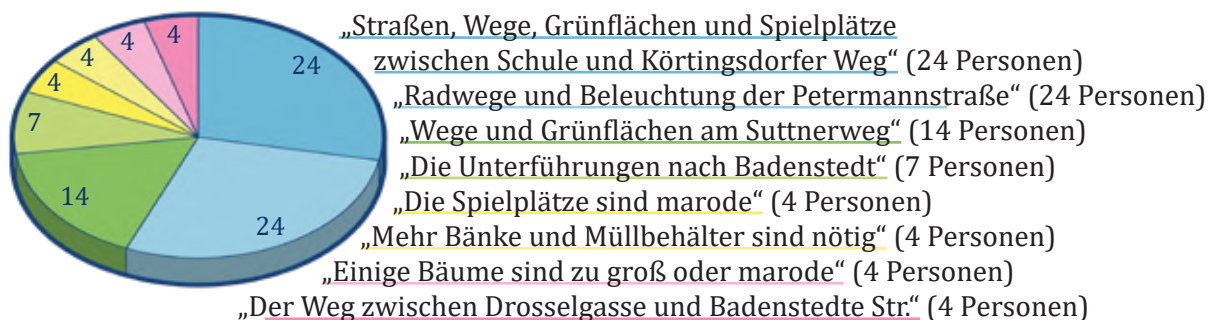 „Straßen, Wege, Grünflächen und Spielplätze
zwischen Schule und Körtingsdorfer Weg“ (24 Personen)
„Radwege und Beleuchtung der Petermannstraße“ (24 Personen)
„Wege und Grünflächen am Suttnerweg“ (14 Personen)
„Die Unterführungen nach Badenstedt“ (7 Personen)
„Die Spielplätze sind marode“ (4 Personen)
„Mehr Bänke und Müllbehälter sind nötig“ (4 Personen)
„Einige Bäume sind zu groß oder marode“ (4 Personen)
„Der Weg zwischen Drosselgasse und Badenstedte Str.“ (4 Personen)
24
24
14
7
4
4
4
4